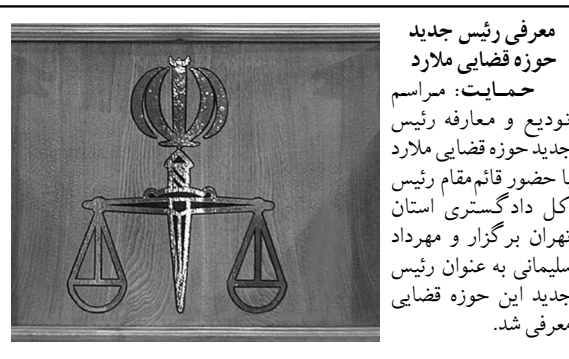 معرفی رئیس جدید
حوزه قضایی ملارد
حمـایـت: مراسم
تودیع و معارفه رئیس
جدید حوزه قضایی ملارد
با حضور قائم‌مقام رئیس
کل دادگستری استان
تهران برگزار و مهرداد
سلیمانی به عنوان رئیس
جدید این حوزه قضایی
معرفی شد.